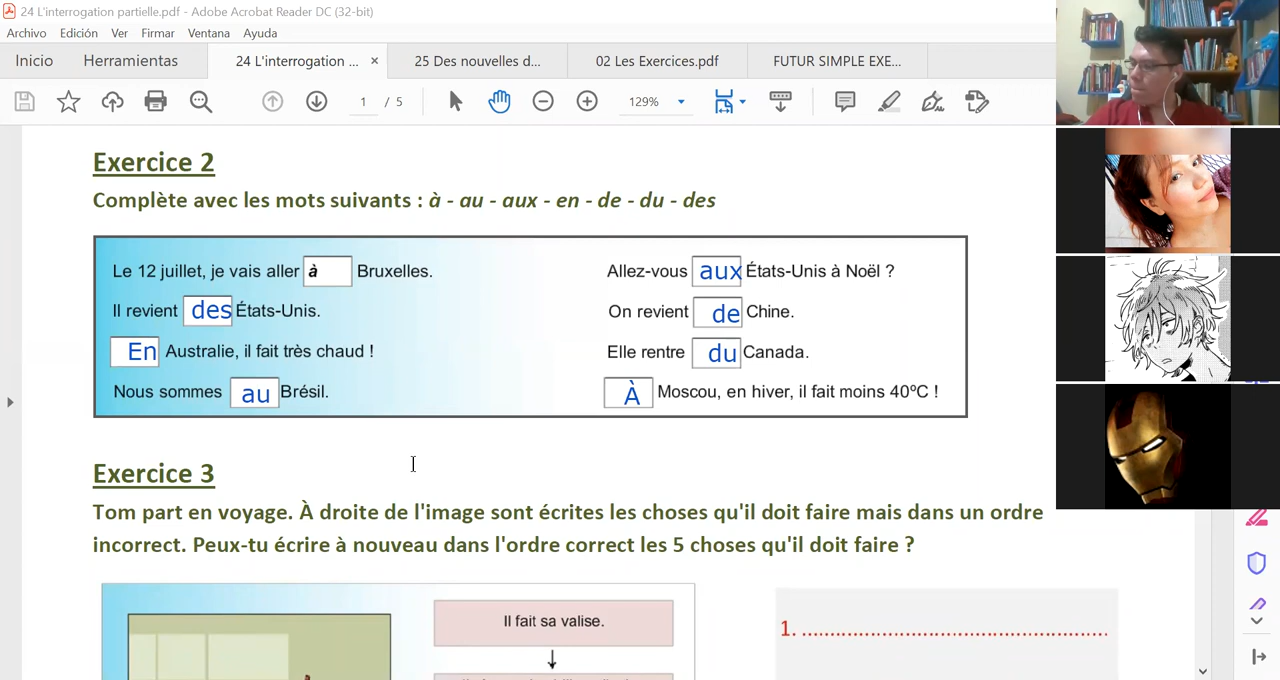 24 L'interrogation partielle.pdf - Adobe Acrobat Reader DC (32-bit)
Archivo Edición Ver Firmar Ventana Ayuda
Inicio Herramientas 24 L'interrogation ... × 25 Des nouvelles d... 02 Les Exercices.pdf FUTUR SIMPLE EXE...
1 / 5 129%
Exercice 2
Complète avec les mots suivants : à - au - aux - en - de - du - des
Le 12 juillet, je vais aller à Bruxelles.
Il revient des États-Unis.
En Australie, il fait très chaud !
Nous sommes au Brésil.
Allez-vous aux États-Unis à Noël ?
On revient de Chine.
Elle rentre du Canada.
À Moscou, en hiver, il fait moins 40ºC !
Exercice 3
Tom part en voyage. À droite de l'image sont écrites les choses qu'il doit faire mais dans un ordre
incorrect. Peux-tu écrire à nouveau dans l'ordre correct les 5 choses qu'il doit faire ?
Il fait sa valise.
1. ......................................................